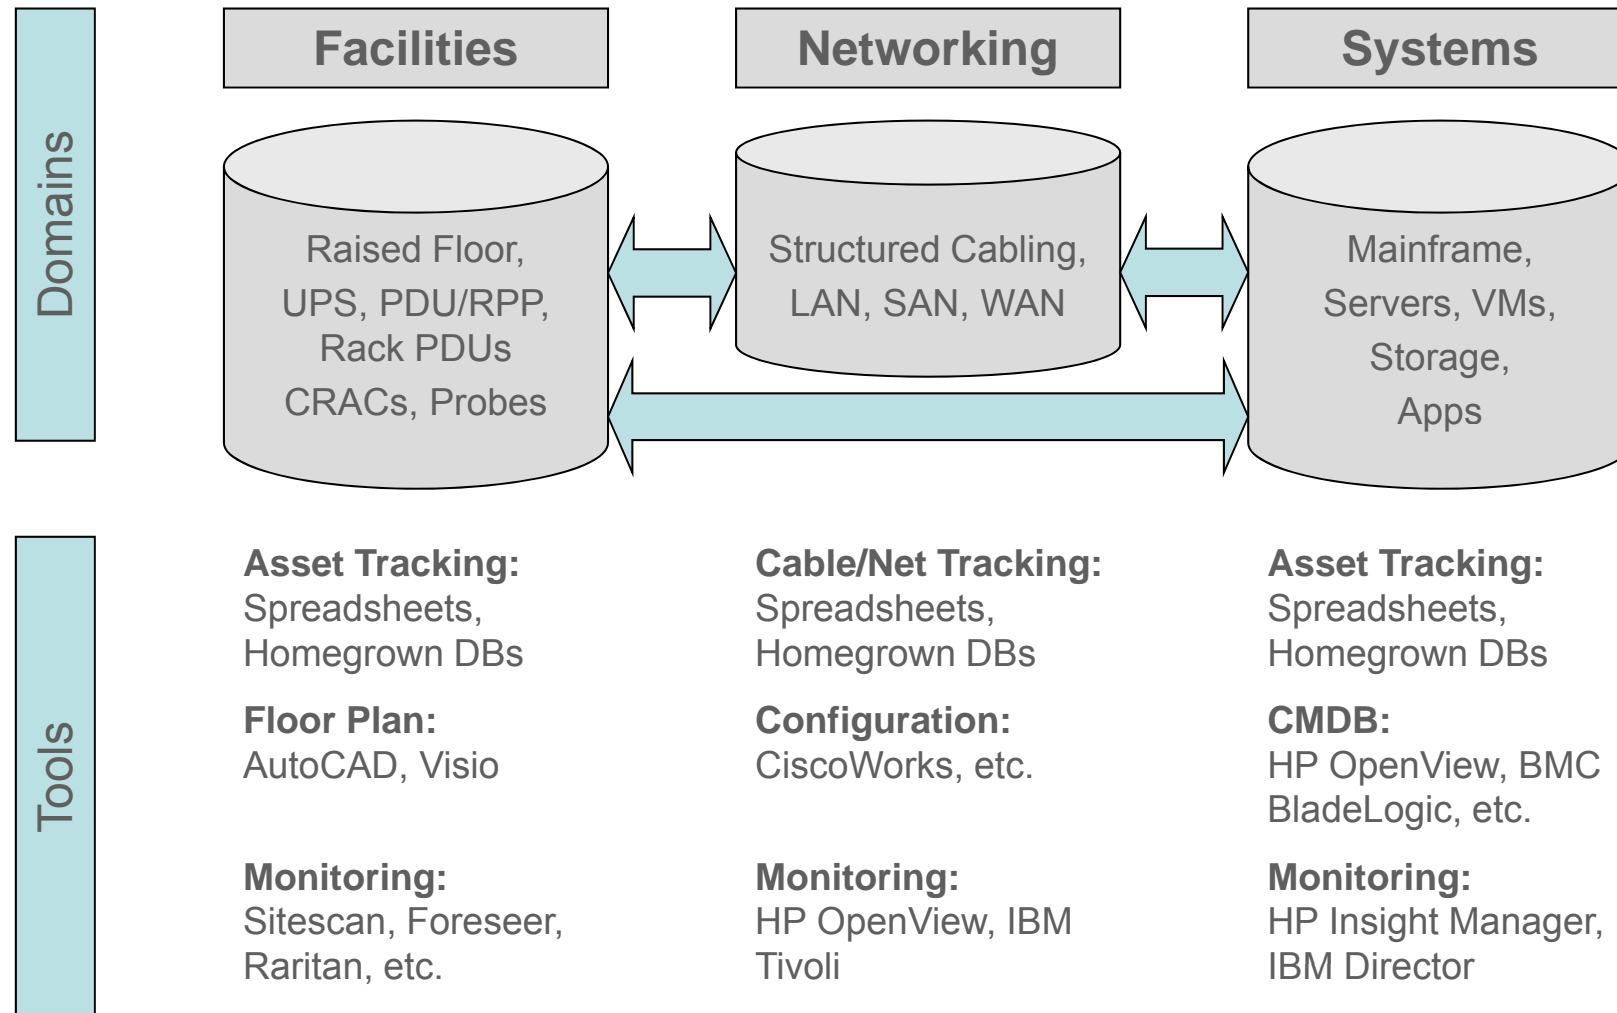 Domains
Facilities
Networking
Systems
Raised Floor,
UPS, PDU/RPP,
Rack PDUs
CRACs, Probes
Structured Cabling,
LAN, SAN, WAN
Mainframe,
Servers, VMs,
Storage,
Apps
Tools
Asset Tracking:
Spreadsheets,
Homegrown DBs
Floor Plan:
AutoCAD, Visio
Monitoring:
Sitescan, Foreseer,
Raritan, etc.
Cable/Net Tracking:
Spreadsheets,
Homegrown DBs
Configuration:
CiscoWorks, etc.
Monitoring:
HP OpenView, IBM
Tivoli
Asset Tracking:
Spreadsheets,
Homegrown DBs
CMDB:
HP OpenView, BMC
BladeLogic, etc.
Monitoring:
HP Insight Manager,
IBM Director